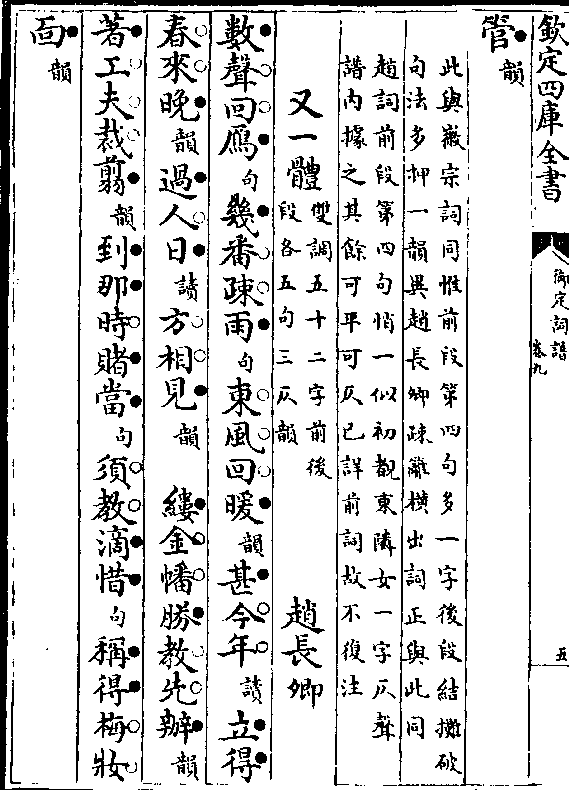 欽定四庫全書
御定詞譜
卷九
五
管韻
此與徽宗詞同惟前段第四句多一字後段結攤破
句法多押一韻與趙長卿疎籬横出詞正與此同
趙詞前段第四句悄一似初覩東隣女一字仄聲
譜内據之其餘可平可仄已詳前詞故不復注
又一體 雙調五十二字前後
段各五句三仄韻 趙長卿
數聲回鴈句幾番疎雨句東風回暖韻甚今年讀立得
春來晚韻過人日讀方相見韻 縷金幡勝教先辦韻
著工夫裁翦韻到那時賭當句須教滴惜句稱得梅妝
面韻